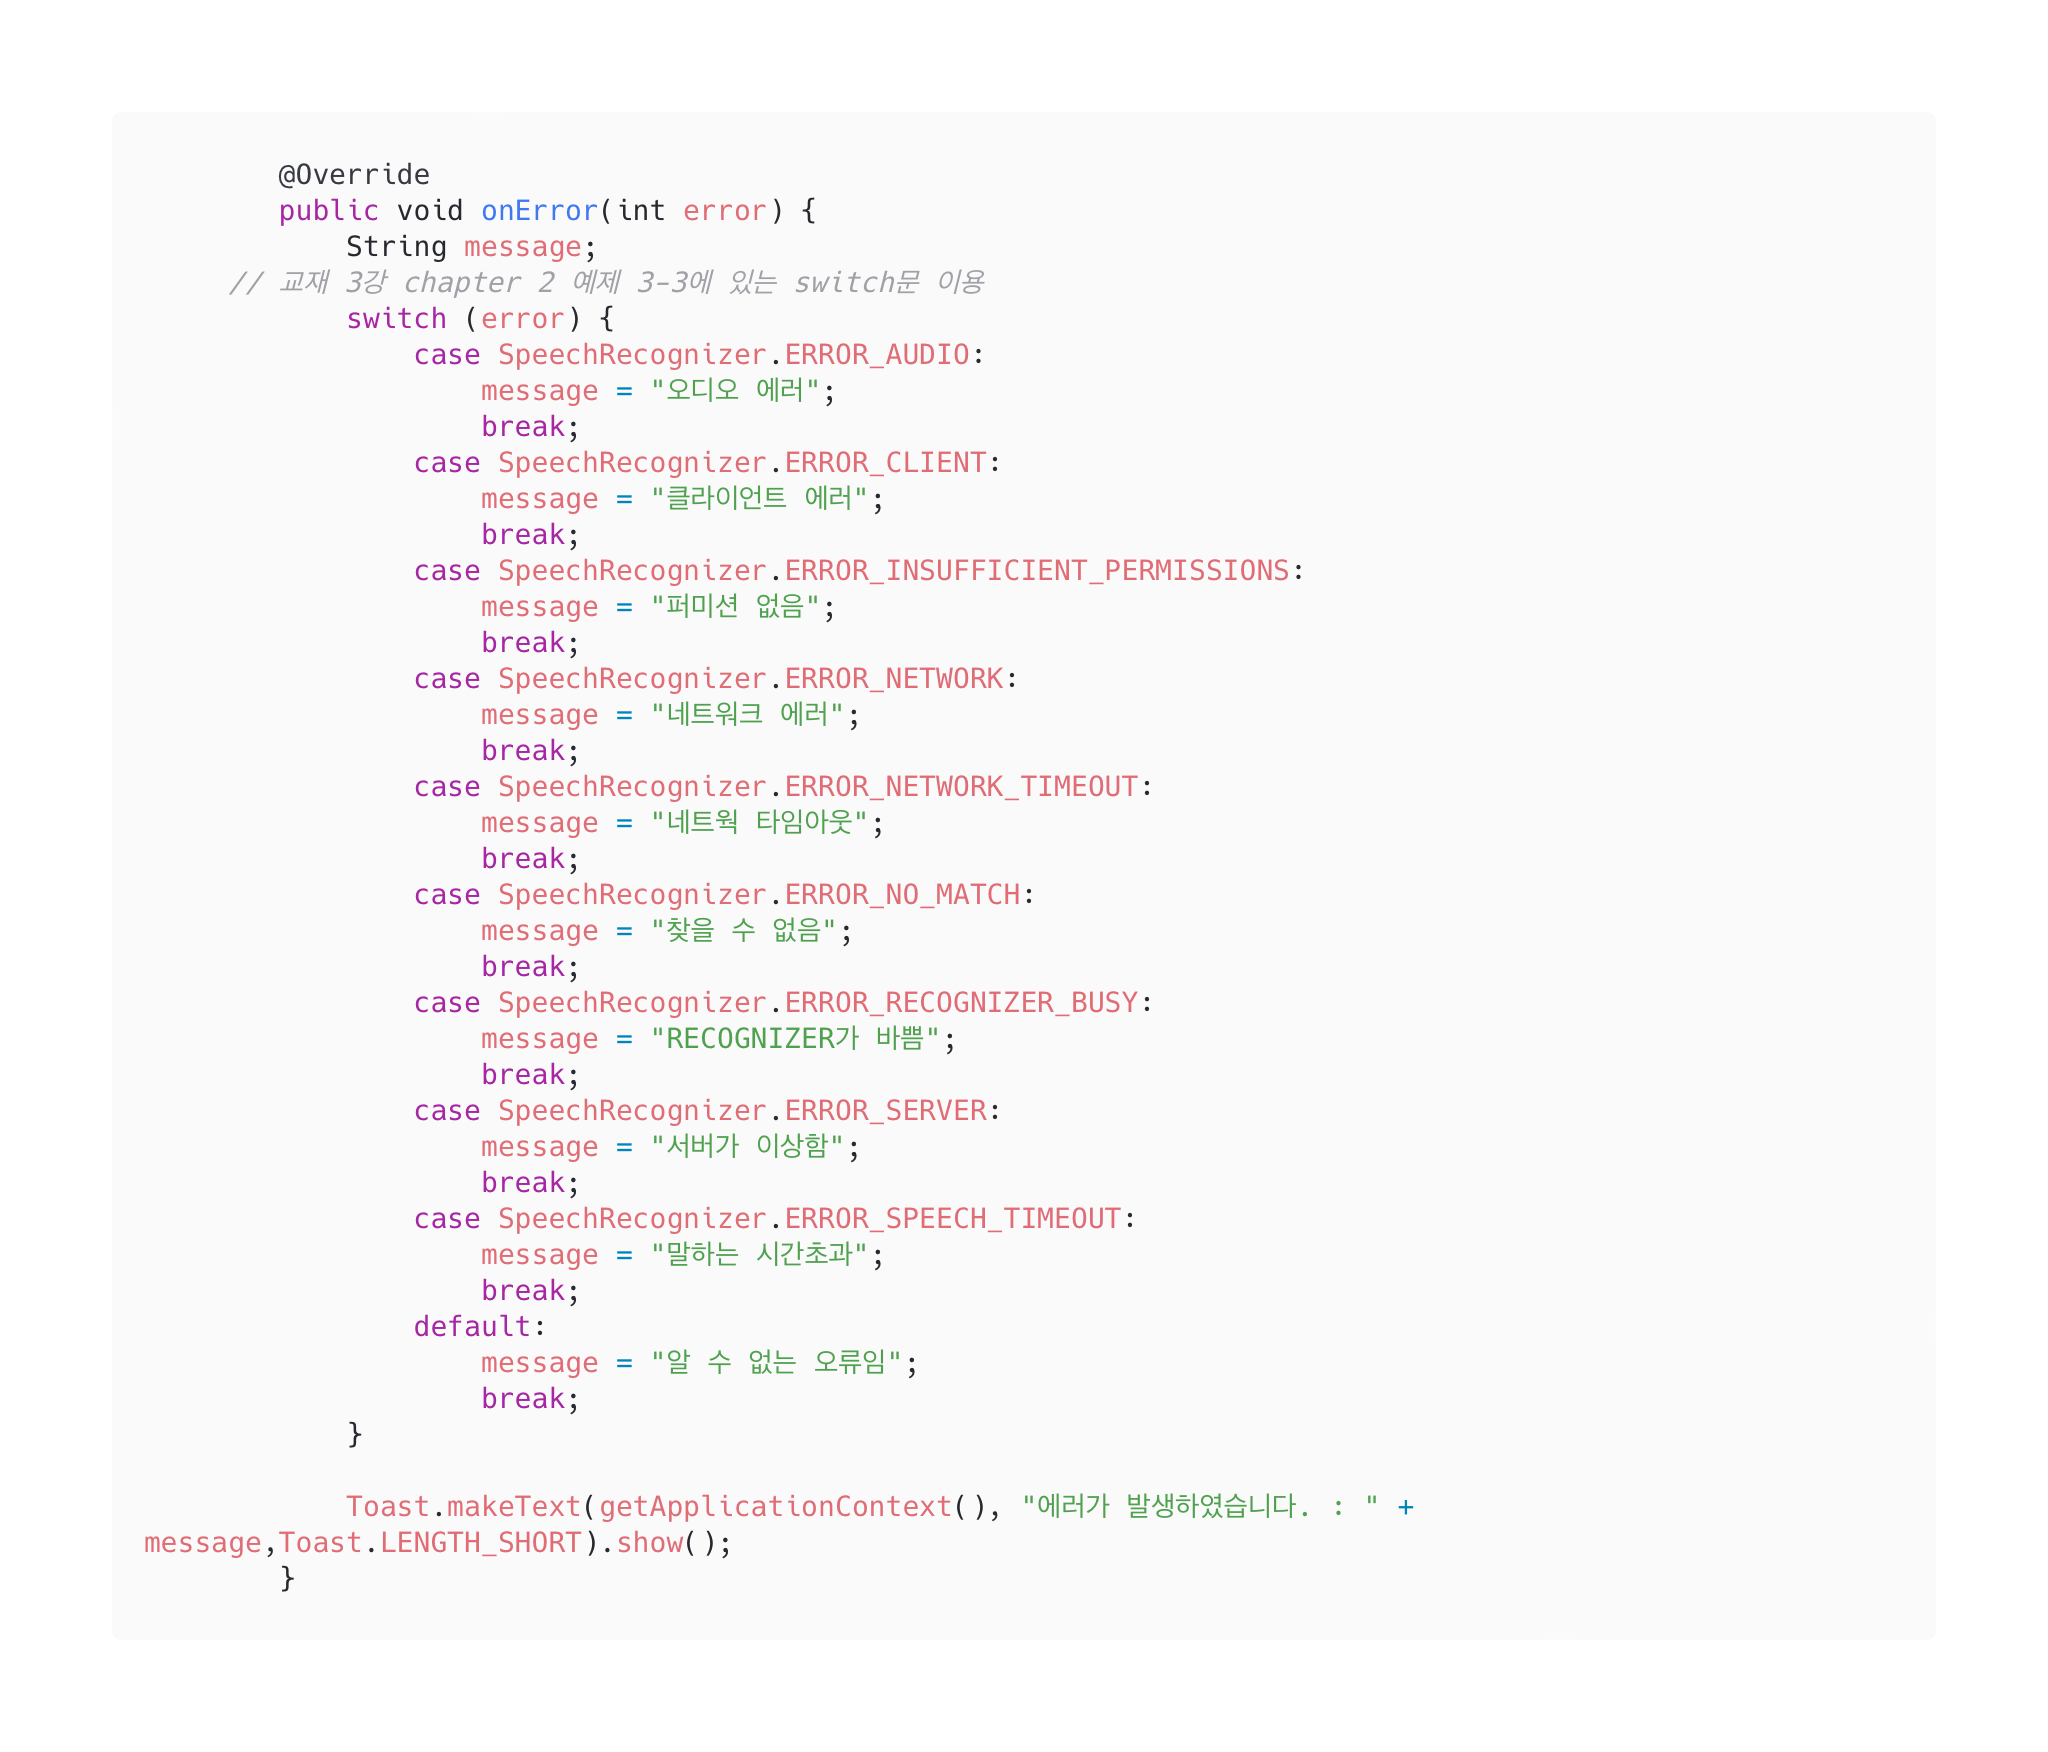 @Override
public void onError(int error) {
String message;
// 교재 3강 chapter 2 예제 3-3에 있는 switch문 이용
switch (error) {
case SpeechRecognizer.ERROR_AUDIO:
message = "오디오 에러";
break;
case SpeechRecognizer.ERROR_CLIENT:
message = "클라이언트 에러";
break;
case SpeechRecognizer.ERROR_INSUFFICIENT_PERMISSIONS:
message = "퍼미션 없음";
break;
case SpeechRecognizer.ERROR_NETWORK:
message = "네트워크 에러";
break;
case SpeechRecognizer.ERROR_NETWORK_TIMEOUT:
message = "네트웍 타임아웃";
break;
case SpeechRecognizer.ERROR_NO_MATCH:
message = "찾을 수 없음";
break;
case SpeechRecognizer.ERROR_RECOGNIZER_BUSY:
message = "RECOGNIZER가 바쁨";
break;
case SpeechRecognizer.ERROR_SERVER:
message = "서버가 이상함";
break;
case SpeechRecognizer.ERROR_SPEECH_TIMEOUT:
message = "말하는 시간초과";
break;
default:
message = "알 수 없는 오류임";
break;
}
Toast.makeText(getApplicationContext(), "에러가 발생하였습니다. : " +
message,Toast.LENGTH_SHORT).show();
}